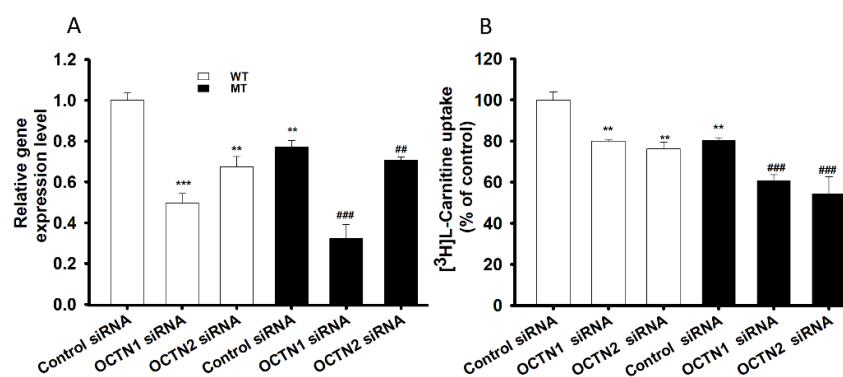 A
Relative gene
expression level
1.2
1.0
0.8
0.6
0.4
0.2
0.0
WT
MT
***
**
**
###
##
Control siRNA
OCTN1 siRNA
OCTN2 siRNA
Control siRNA
OCTN1 siRNA
OCTN2 siRNA
B
[³H]L-Carnitine uptake
(% of control)
120
100
80
60
40
20
0
**
**
**
###
###
Control siRNA
OCTN1 siRNA
OCTN2 siRNA
Control siRNA
OCTN1 siRNA
OCTN2 siRNA